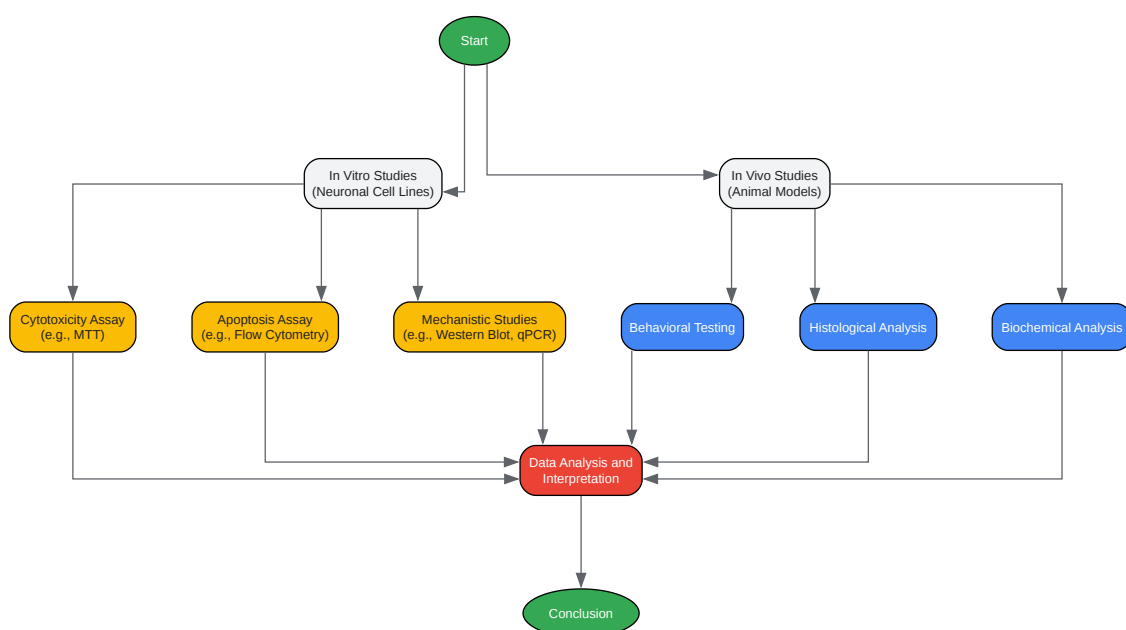 Start
In Vitro Studies
(Neuronal Cell Lines)
In Vivo Studies
(Animal Models)
Cytotoxicity Assay
(e.g., MTT)
Apoptosis Assay
(e.g., Flow Cytometry)
Mechanistic Studies
(e.g., Western Blot, qPCR)
Behavioral Testing
Histological Analysis
Biochemical Analysis
Data Analysis and
Interpretation
Conclusion